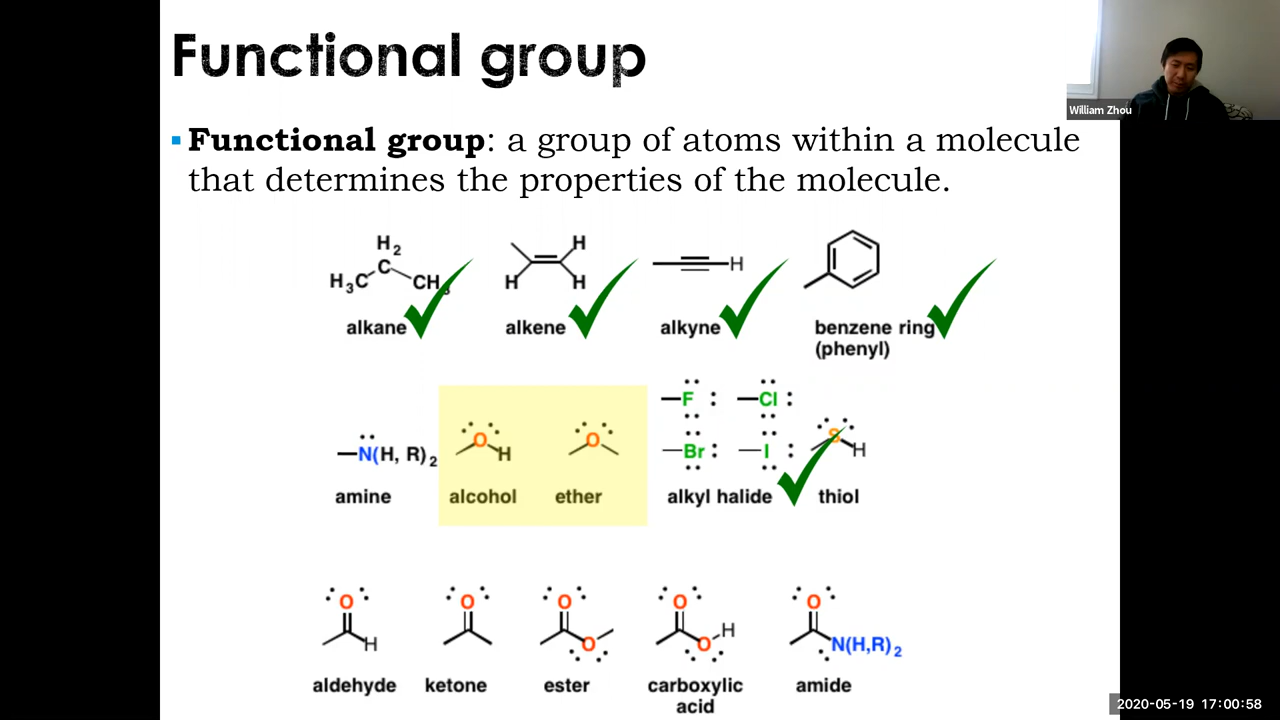 Functional group
William Zhou
▪ Functional group: a group of atoms within a molecule
that determines the properties of the molecule.
H2
C
H3C CH3
H
H H
H
alkane alkene alkyne benzene ring
(phenyl)
F Cl
N(H, R)2 O H O Br I S H
amine alcohol ether alkyl halide thiol
O O O O O
H O O H N(H,R)2
aldehyde ketone ester carboxylic amide
acid
2020-05-19 17:00:58